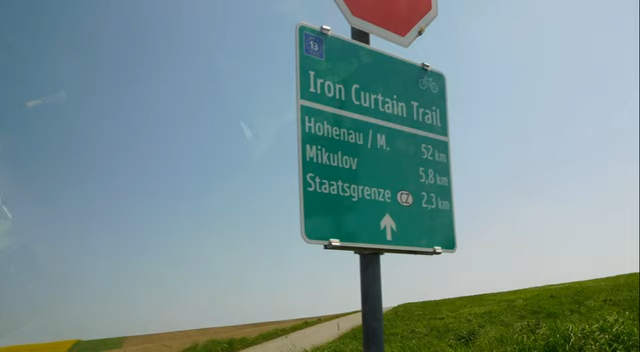 13
Iron Curtain Trail
Hohenau / M. 52 km
Mikulov 5,8 km
Staatsgrenze CZ 2,3 km